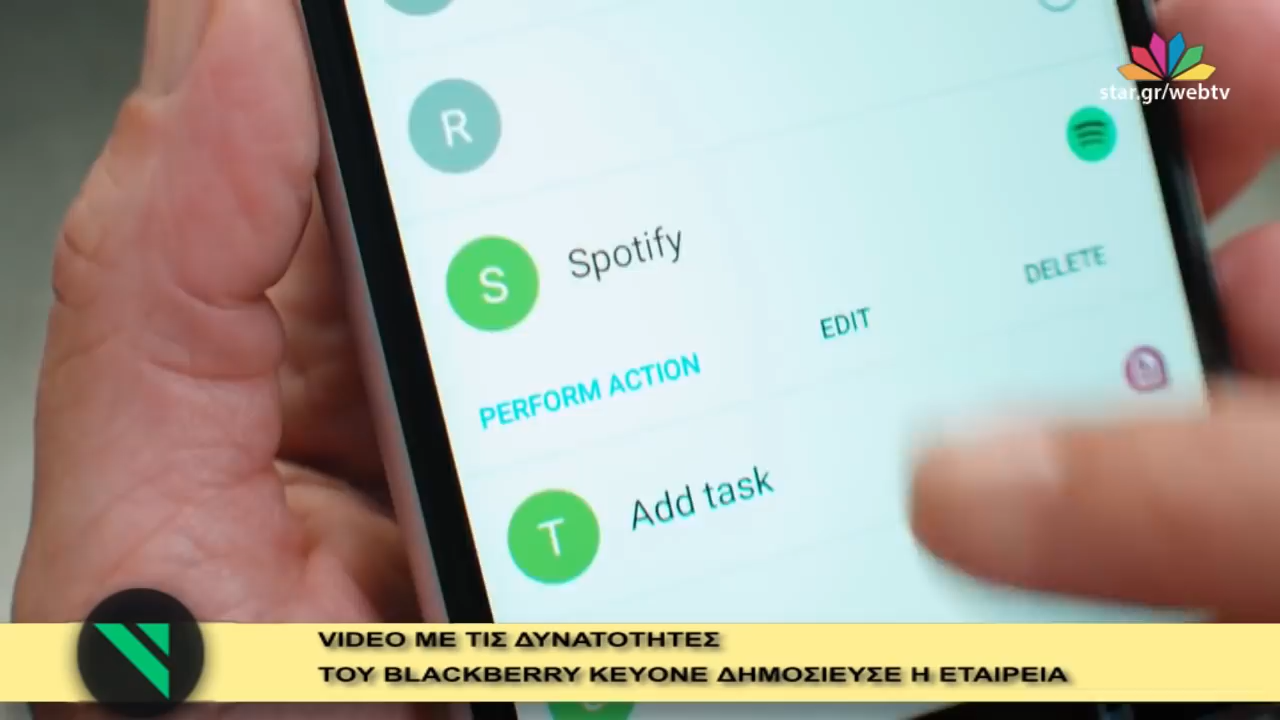 star.gr/webtv
R
S
Spotify
PERFORM ACTION
EDIT
DELETE
T
Add task
VIDEO ΜΕ ΤΙΣ ΔΥΝΑΤΟΤΗΤΕΣ
ΤΟΥ BLACKBERRY KEYONE ΔΗΜΟΣΙΕΥΣΕ Η ΕΤΑΙΡΕΙΑ